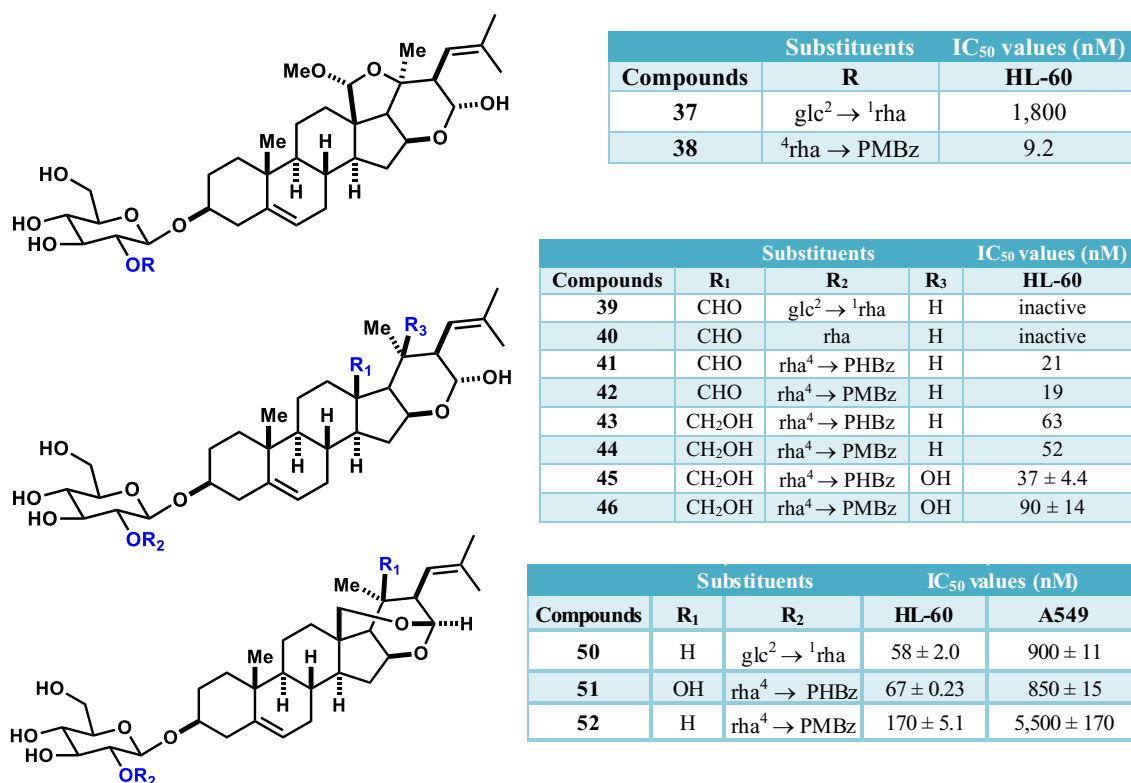 Substituents IC₅₀ values (nM)
Compounds R HL-60
37 glc² → ¹rha 1,800
38 ⁴rha → PMBz 9.2
Me
MeO
O
OH
Me
H
H
H
O
HO
HO
HO
O
O
OR
Substituents IC₅₀ values (nM)
Compounds R₁ R₂ R₃ HL-60
39 CHO glc² → ¹rha H inactive
40 CHO rha H inactive
41 CHO rha⁴ → PHBz H 21
42 CHO rha⁴ → PMBz H 19
43 CH₂OH rha⁴ → PHBz H 63
44 CH₂OH rha⁴ → PMBz H 52
45 CH₂OH rha⁴ → PHBz OH 37 ± 4.4
46 CH₂OH rha⁴ → PMBz OH 90 ± 14
Me
R₃
R₁
OH
Me
H
O
H
H
HO
HO
HO
O
O
OR₂
Substituents IC₅₀ values (nM)
Compounds R₁ R₂ HL-60 A549
50 H glc² → ¹rha 58 ± 2.0 900 ± 11
51 OH rha⁴ → PHBz 67 ± 0.23 850 ± 15
52 H rha⁴ → PMBz 170 ± 5.1 5,500 ± 170
R₁
Me
O
H
Me
H
O
H
H
HO
HO
HO
O
O
OR₂